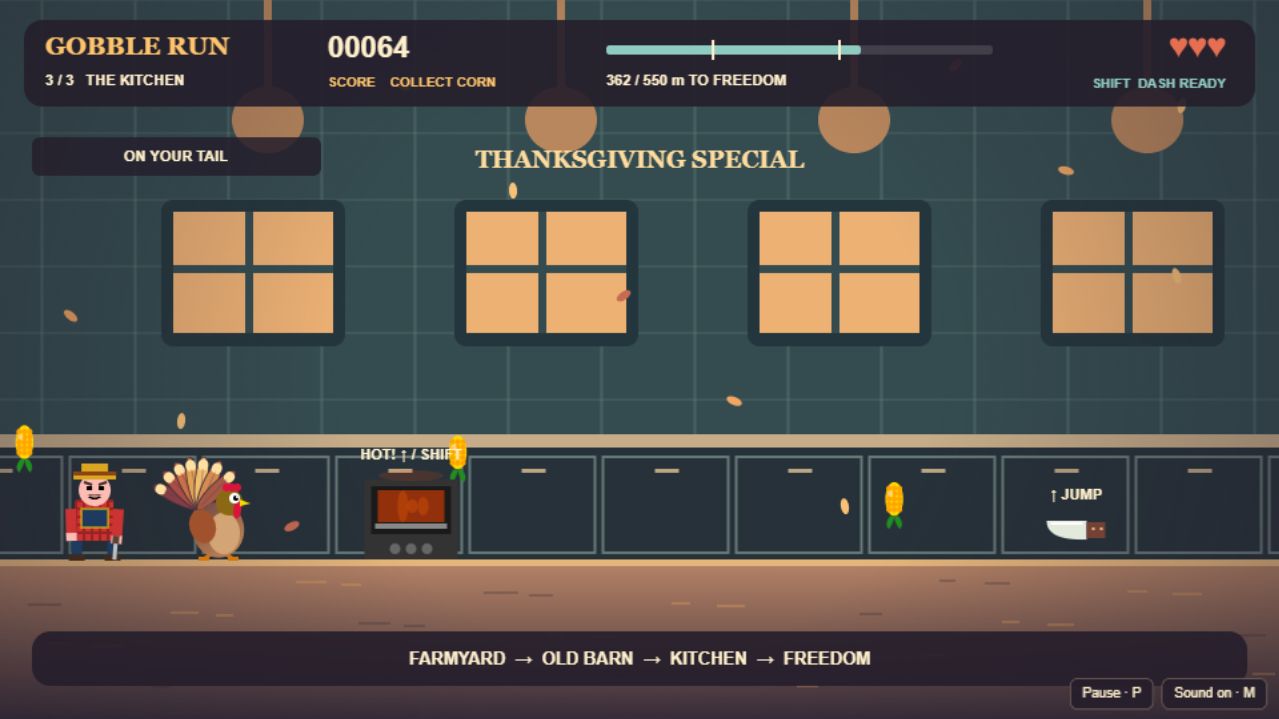 GOBBLE RUN
00064
3 / 3 THE KITCHEN
SCORE COLLECT CORN
362 / 550 m TO FREEDOM
SHIFT DASH READY
ON YOUR TAIL
THANKSGIVING SPECIAL
HOT! ↑ / SHIFT
↑ JUMP
FARMYARD → OLD BARN → KITCHEN → FREEDOM
Pause · P
Sound on · M